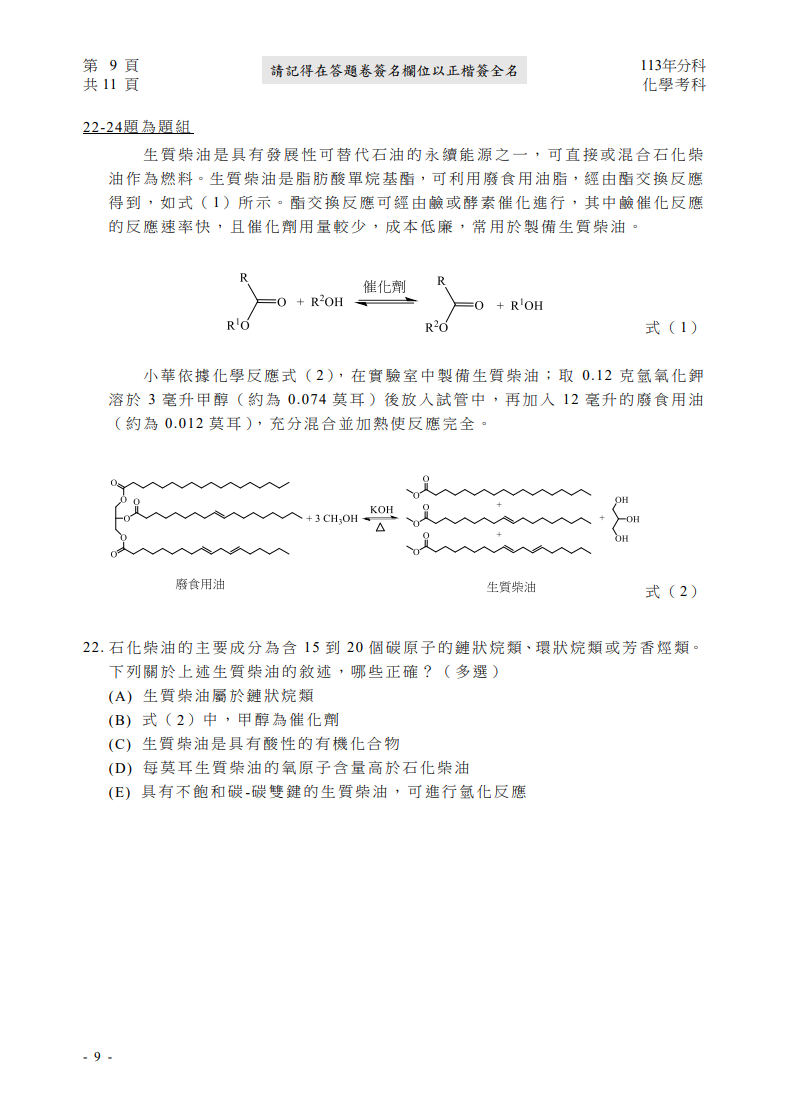 第 9 頁
共 11 頁
請記得在答題卷簽名欄位以正楷簽全名
113年分科
化學考科
22-24題為題組
生質柴油是具有發展性可替代石油的永續能源之一，可直接或混合石化柴
油作為燃料。生質柴油是脂肪酸單烷基酯，可利用廢食用油脂，經由酯交換反應
得到，如式（1）所示。酯交換反應可經由鹼或酵素催化進行，其中鹼催化反應
的反應速率快，且催化劑用量較少，成本低廉，常用於製備生質柴油。
R
O
R¹O
+ R²OH
催化劑
R
O
R²O
+ R¹OH
式（1）
小華依據化學反應式（2），在實驗室中製備生質柴油；取 0.12 克氫氧化鉀
溶於 3 毫升甲醇（約為 0.074 莫耳）後放入試管中，再加入 12 毫升的廢食用油
（約為 0.012 莫耳），充分混合並加熱使反應完全。
O
O
O
O
O
O
+ 3 CH₃OH
KOH
△
O
O
+
O
O
+
O
O
+
OH
OH
OH
廢食用油
生質柴油
式（2）
22. 石化柴油的主要成分為含 15 到 20 個碳原子的鏈狀烷類、環狀烷類或芳香烴類。
下列關於上述生質柴油的敘述，哪些正確？（多選）
(A) 生質柴油屬於鏈狀烷類
(B) 式（2）中，甲醇為催化劑
(C) 生質柴油是具有酸性的有機化合物
(D) 每莫耳生質柴油的氧原子含量高於石化柴油
(E) 具有不飽和碳-碳雙鍵的生質柴油，可進行氫化反應
- 9 -